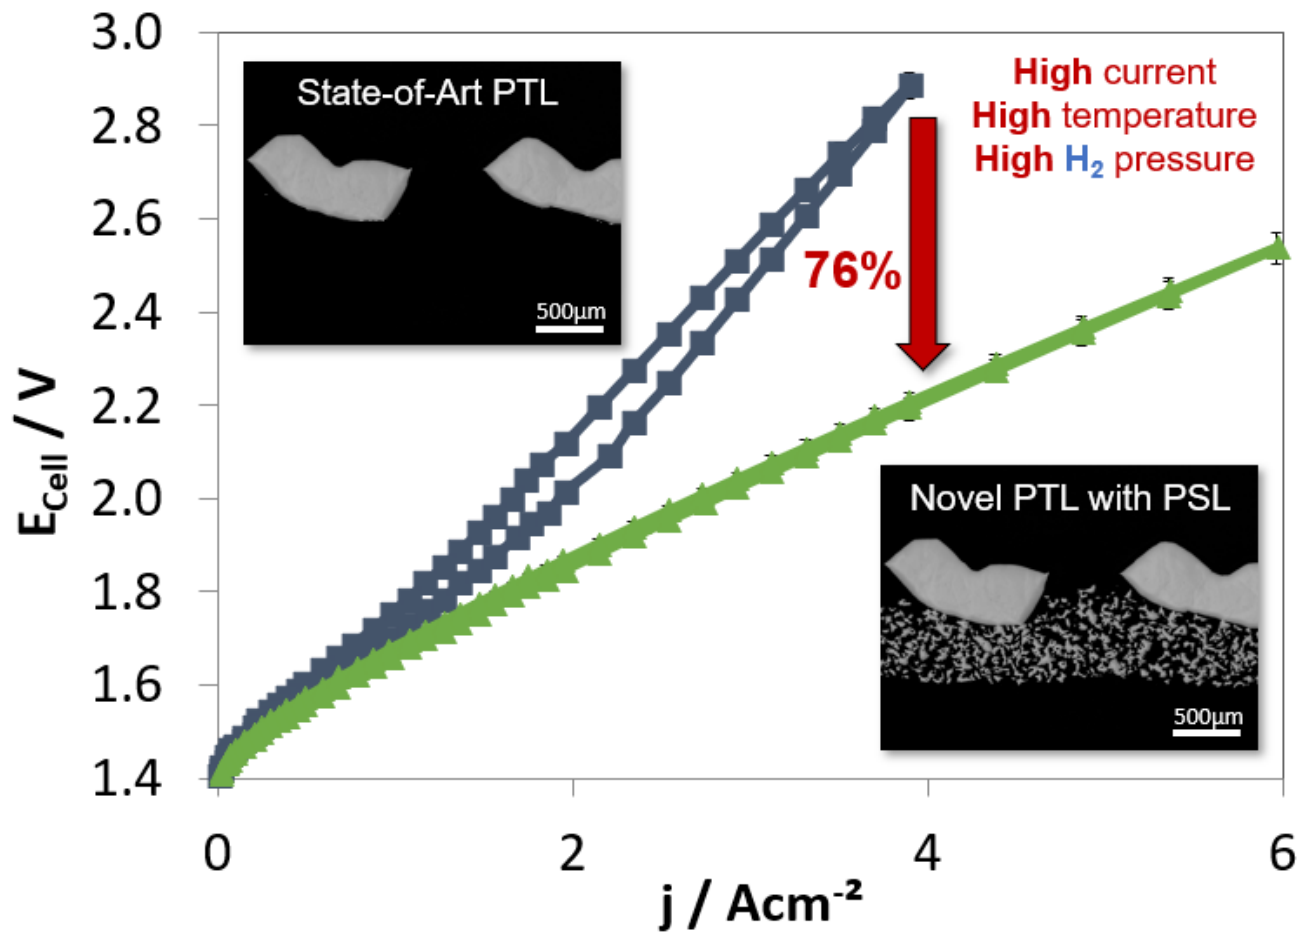 3.0
2.8
2.6
2.4
2.2
2.0
1.8
1.6
1.4
E_Cell / V
State-of-Art PTL
500µm
High current
High temperature
High H₂ pressure
76%
Novel PTL with PSL
500µm
0
2
4
6
j / Acm⁻²